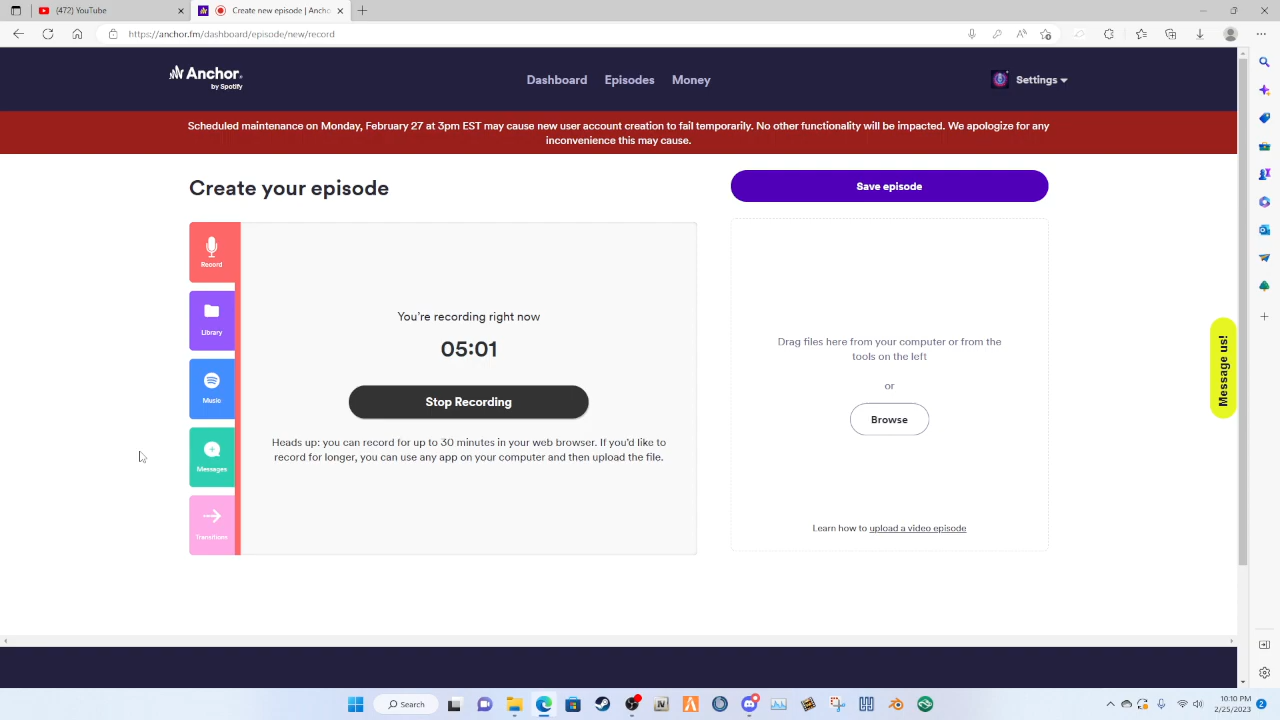 (472) YouTube
Create new episode | Ancho
https://anchor.fm/dashboard/episode/new/record
Anchor
by Spotify
Dashboard
Episodes
Money
Settings
Scheduled maintenance on Monday, February 27 at 3pm EST may cause new user account creation to fail temporarily. No other functionality will be impacted. We apologize for any
inconvenience this may cause.
Create your episode
Save episode
Record
Library
Music
Messages
Transitions
You're recording right now
05:01
Stop Recording
Heads up: you can record for up to 30 minutes in your web browser. If you'd like to
record for longer, you can use any app on your computer and then upload the file.
Drag files here from your computer or from the
tools on the left
or
Browse
Learn how to upload a video episode
Message us!
Search
10:10 PM
2/25/2023
2